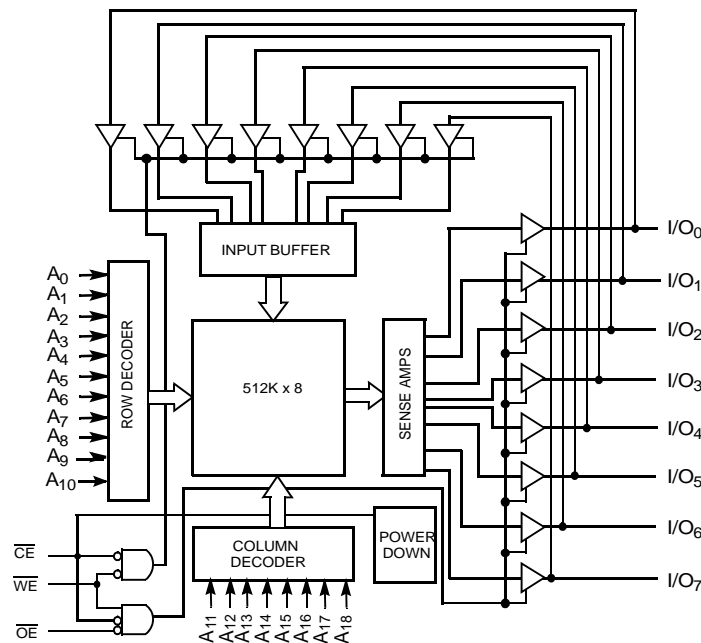 INPUT BUFFER
I/O0
I/O1
I/O2
I/O3
I/O4
I/O5
I/O6
I/O7
A0
A1
A2
A3
A4
A5
A6
A7
A8
A9
A10
ROW DECODER
512K x 8
SENSE AMPS
COLUMN
DECODER
POWER
DOWN
CE
WE
OE
A11
A12
A13
A14
A15
A16
A17
A18